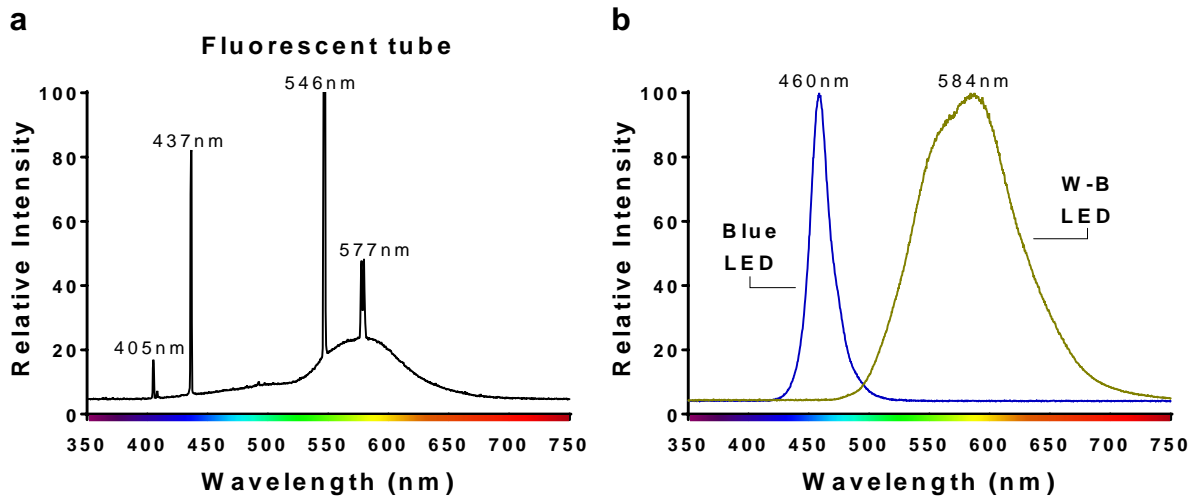 a
Fluorescent tube
546nm
437nm
577nm
405nm
Relative Intensity
100
80
60
40
20
0
350 400 450 500 550 600 650 700 750
Wavelength (nm)
b
460nm
584nm
Blue
LED
W-B
LED
Relative Intensity
100
80
60
40
20
0
350 400 450 500 550 600 650 700 750
Wavelength (nm)